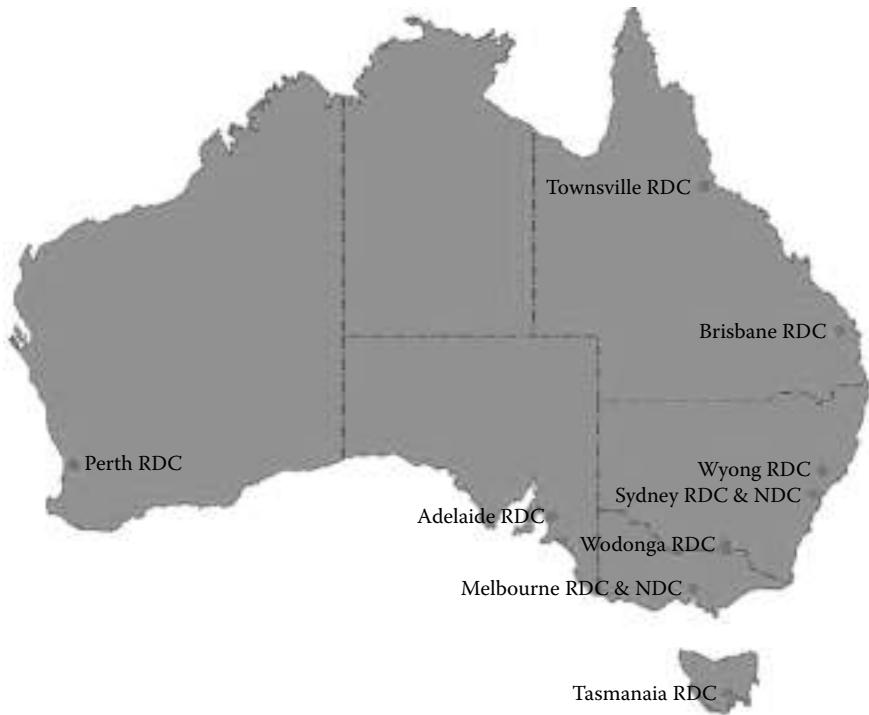 Townsville RDC
Brisbane RDC
Perth RDC
Wyong RDC
Sydney RDC & NDC
Adelaide RDC
Wodonga RDC
Melbourne RDC & NDC
Tasmanaia RDC